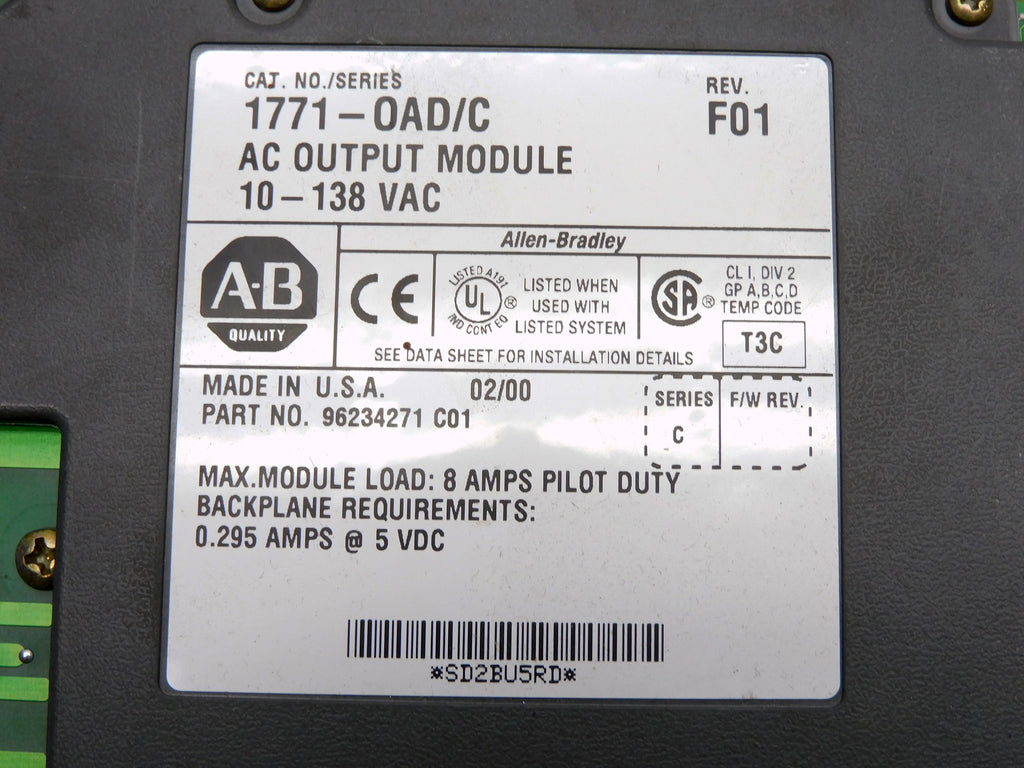 CAT. NO./SERIES
1771-OAD/C
REV.
F01
AC OUTPUT MODULE
10-138 VAC
Allen-Bradley
A-B
QUALITY
CE
LISTED A191
UL
IND CONT EQ
®
LISTED WHEN
USED WITH
LISTED SYSTEM
SA
®
CL I, DIV 2
GP A,B,C,D
TEMP CODE
T3C
SEE DATA SHEET FOR INSTALLATION DETAILS
MADE IN U.S.A. 02/00
PART NO. 96234271 C01
SERIES
C
F/W REV.
MAX.MODULE LOAD: 8 AMPS PILOT DUTY
BACKPLANE REQUIREMENTS:
0.295 AMPS @ 5 VDC
*SD2BU5RD*